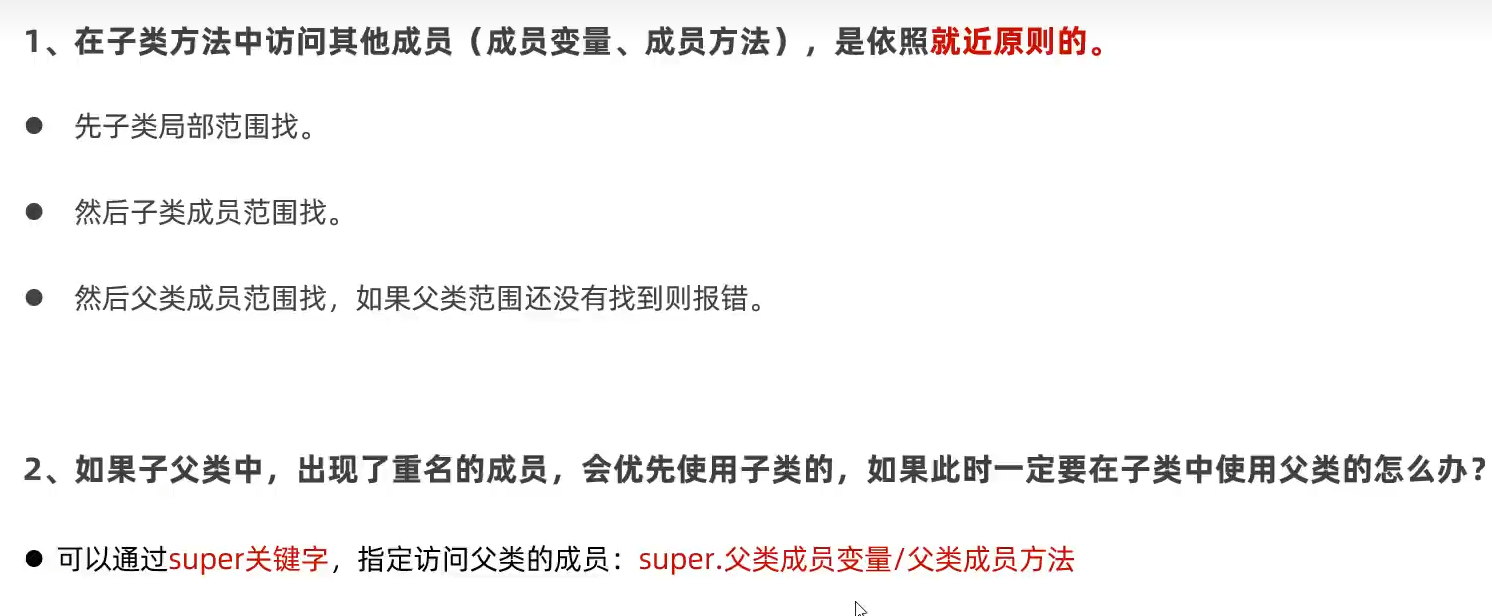 1、在子类方法中访问其他成员（成员变量、成员方法），是依照就近原则的。
● 先子类局部范围找。
● 然后子类成员范围找。
● 然后父类成员范围找，如果父类范围还没有找到则报错。
2、如果子父类中，出现了重名的成员，会优先使用子类的，如果此时一定要在子类中使用父类的怎么办？
● 可以通过super关键字，指定访问父类的成员：super.父类成员变量/父类成员方法